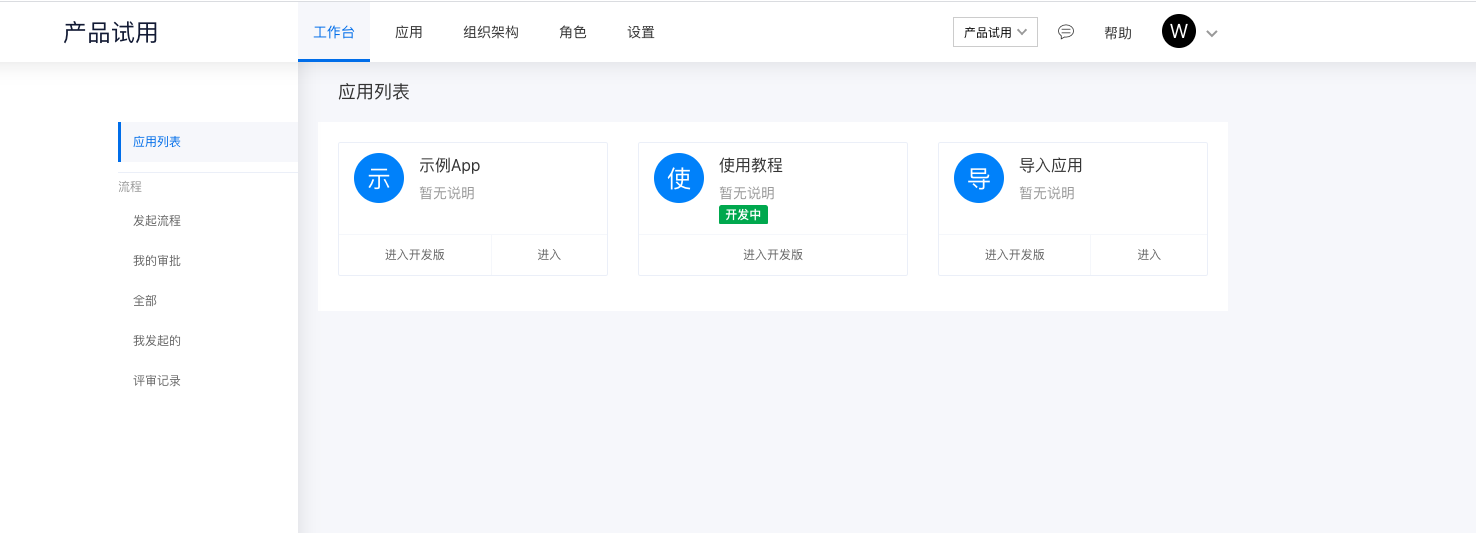 产品试用
工作台 应用 组织架构 角色 设置 产品试用 帮助 W
应用列表
流程
发起流程
我的审批
全部
我发起的
评审记录
应用列表
示 示例App
暂无说明
进入开发版 进入
使 使用教程
暂无说明
开发中
进入开发版
导 导入应用
暂无说明
进入开发版 进入